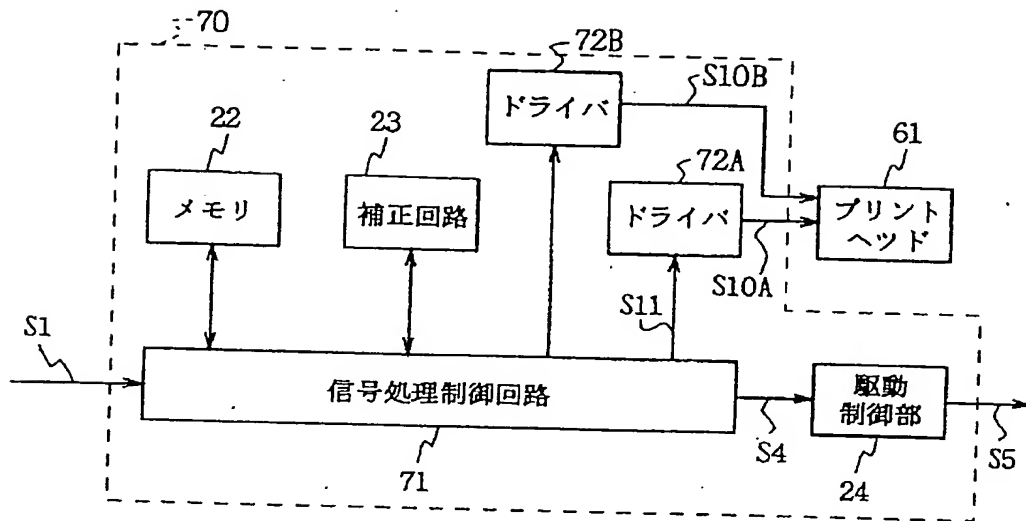 70
72B
S10B
ドライバ
22
23
72A
61
メモリ
補正回路
ドライバ
プリント
ヘッド
S10A
S11
S1
信号処理制御回路
駆動
制御部
71
S4
24
S5